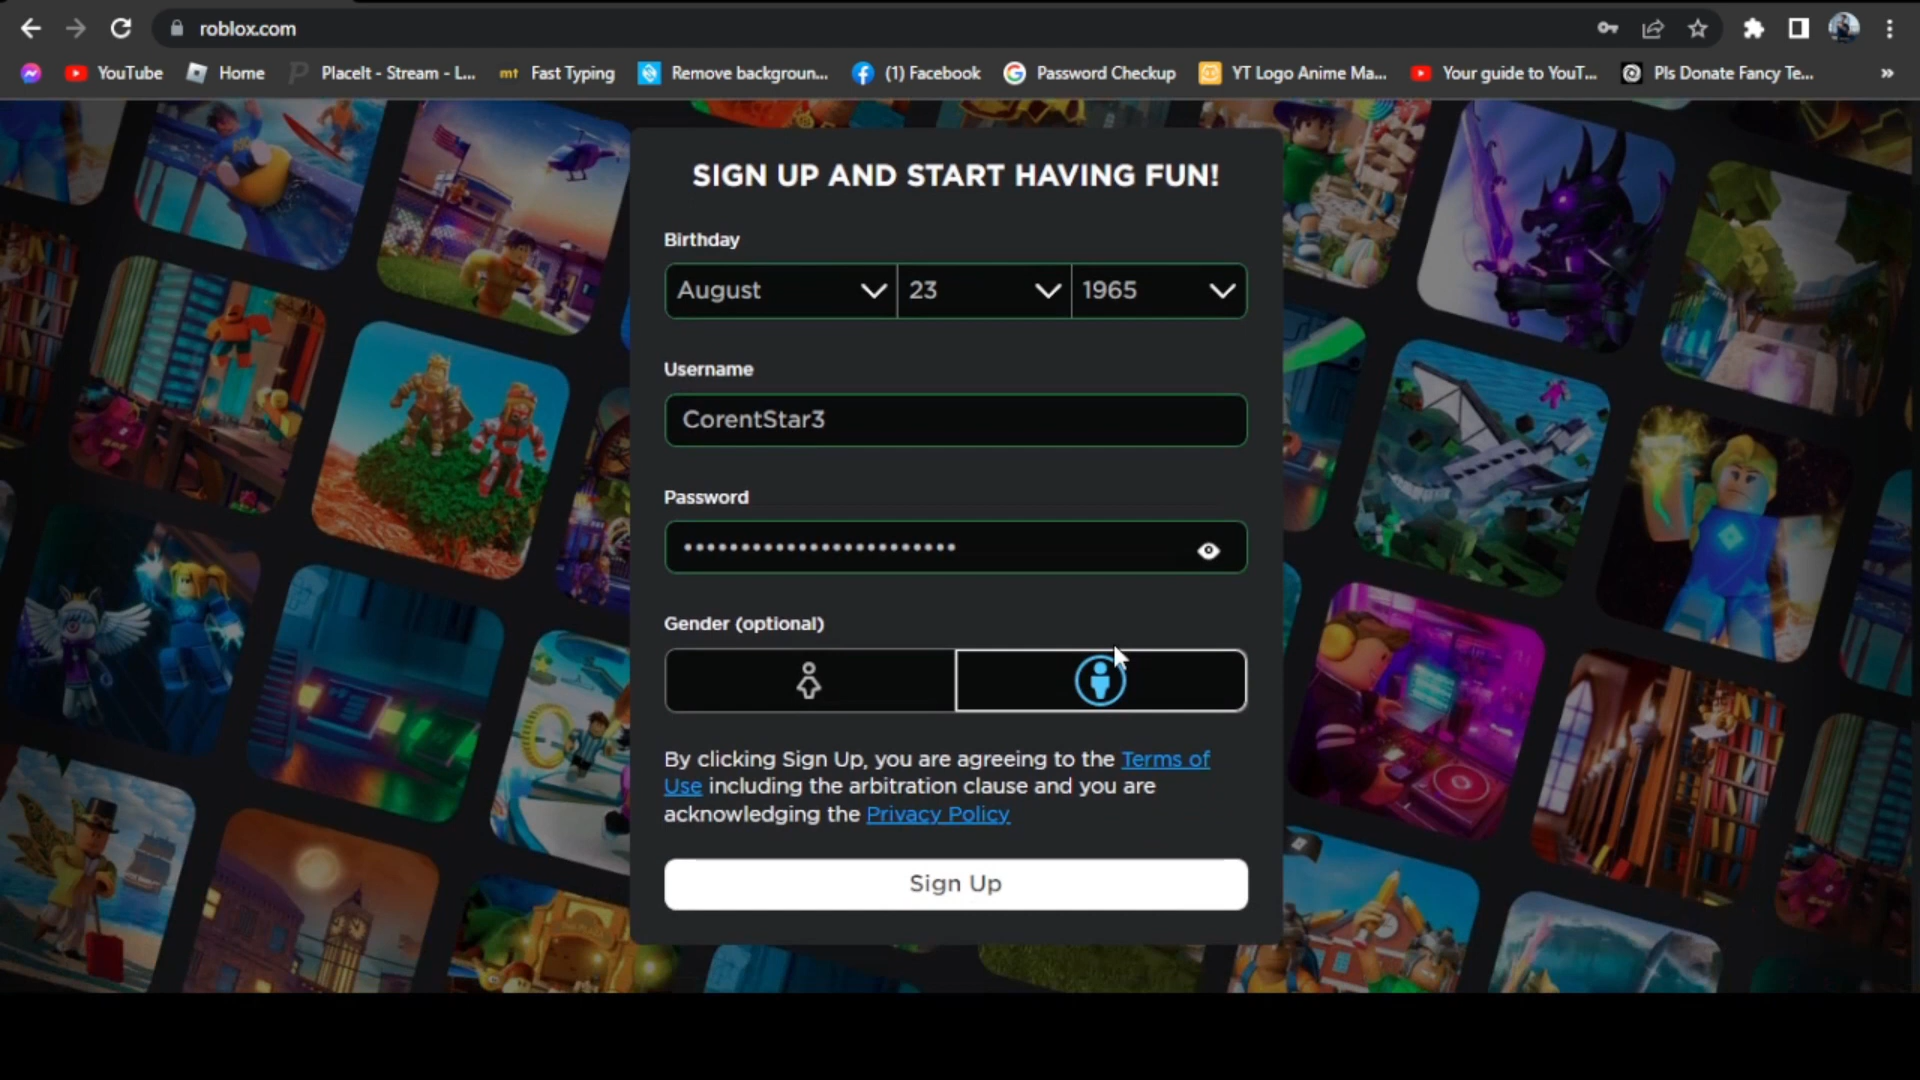 roblox.com
YouTube
Home
PlaceIt - Stream - L...
mt
Fast Typing
Remove backgroun...
(1) Facebook
Password Checkup
YT Logo Anime Ma...
Your guide to YouT...
Pls Donate Fancy Te...
»
SIGN UP AND START HAVING FUN!
Birthday
August
23
1965
Username
CorentStar3
Password
Gender (optional)
By clicking Sign Up, you are agreeing to the Terms of
Use including the arbitration clause and you are
acknowledging the Privacy Policy
Sign Up